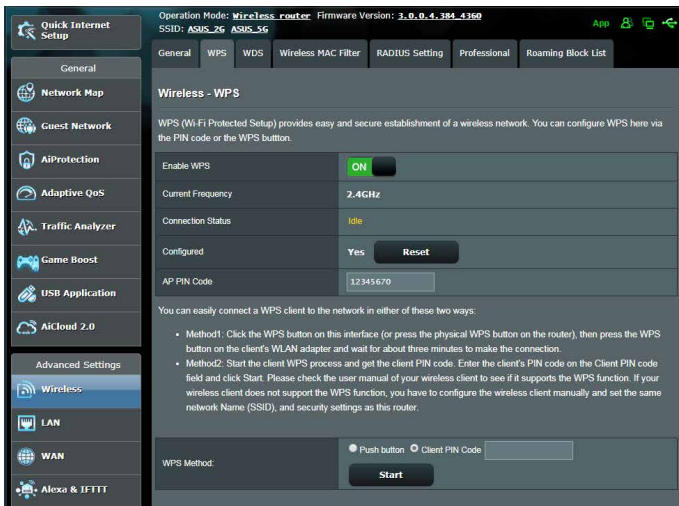 Quick Internet
Setup
Operation Mode: Wireless router Firmware Version: 3.0.0.4.384_4360
SSID: ASUS_2G ASUS_5G
App
General
WPS
WDS
Wireless MAC Filter
RADIUS Setting
Professional
Roaming Block List
General
Network Map
Guest Network
AiProtection
Adaptive QoS
Traffic Analyzer
Game Boost
USB Application
AiCloud 2.0
Advanced Settings
Wireless
LAN
WAN
Alexa & IFTTT
Wireless - WPS
WPS (Wi-Fi Protected Setup) provides easy and secure establishment of a wireless network. You can configure WPS here via
the PIN code or the WPS buttton.
Enable WPS
ON
Current Frequency
2.4GHz
Connection Status
Idle
Configured
Yes
Reset
AP PIN Code
12345670
You can easily connect a WPS client to the network in either of these two ways:
• Method1: Click the WPS button on this interface (or press the physical WPS button on the router), then press the WPS
button on the client's WLAN adapter and wait for about three minutes to make the connection.
• Method2: Start the client WPS process and get the client PIN code. Enter the client's PIN code on the Client PIN code
field and click Start. Please check the user manual of your wireless client to see if it supports the WPS function. If your
wireless client does not support the WPS function, you have to configure the wireless client manually and set the same
network Name (SSID), and security settings as this router.
WPS Method:
Push button
Client PIN Code
Start